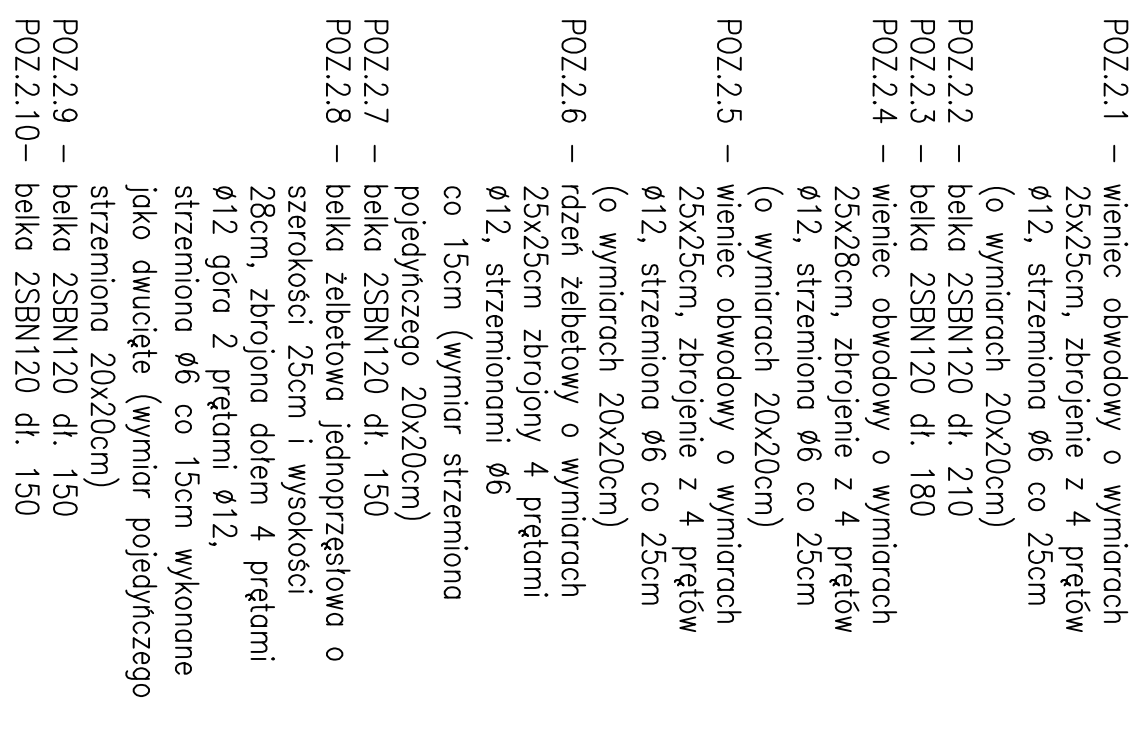 POZ.2.1 – wieniec obwodowy o wymiarach
25x25cm, zbrojenie z 4 prętów
ø12, strzemiona ø6 co 25cm
(o wymiarach 20x20cm)
POZ.2.2 – belka 2SBN120 dł. 210
POZ.2.3 – belka 2SBN120 dł. 180
POZ.2.4 – wieniec obwodowy o wymiarach
25x28cm, zbrojenie z 4 prętów
ø12, strzemiona ø6 co 25cm
(o wymiarach 20x20cm)
POZ.2.5 – wieniec obwodowy o wymiarach
25x25cm, zbrojenie z 4 prętów
ø12, strzemiona ø6 co 25cm
(o wymiarach 20x20cm)
POZ.2.6 – rdzeń żelbetowy o wymiarach
25x25cm zbrojony 4 prętami
ø12, strzemionami ø6
co 15cm (wymiar strzemiona
pojedyńczego 20x20cm)
POZ.2.7 – belka 2SBN120 dł. 150
POZ.2.8 – belka żelbetowa jednoprzęsłowa o
szerokości 25cm i wysokości
28cm, zbrojona dołem 4 prętami
ø12 góra 2 prętami ø12,
strzemiona ø6 co 15cm wykonane
jako dwucięte (wymiar pojedyńczego
strzemiona 20x20cm)
POZ.2.9 – belka 2SBN120 dł. 150
POZ.2.10– belka 2SBN120 dł. 150